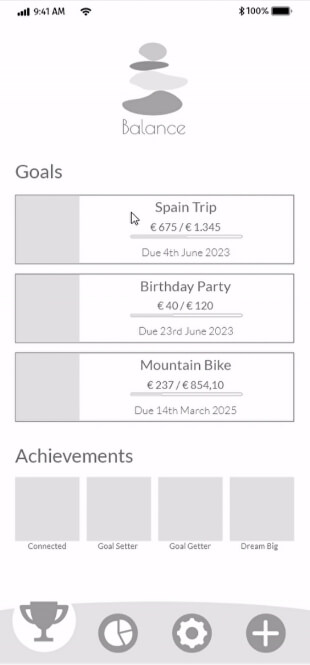 9:41 AM 100%
Balance
Goals
Spain Trip
€ 675 / € 1.345
Due 4th June 2023
Birthday Party
€ 40 / € 120
Due 23rd June 2023
Mountain Bike
€ 237 / € 854,10
Due 14th March 2025
Achievements
Connected Goal Setter Goal Getter Dream Big